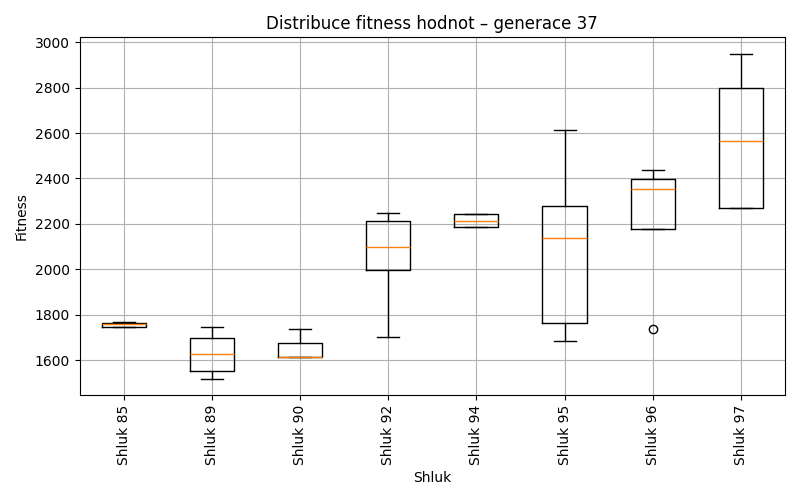 Distribuce fitness hodnot – generace 37
3000
2800
2600
2400
2200
2000
1800
1600
Fitness
Shluk 85
Shluk 89
Shluk 90
Shluk 92
Shluk 94
Shluk 95
Shluk 96
Shluk 97
Shluk